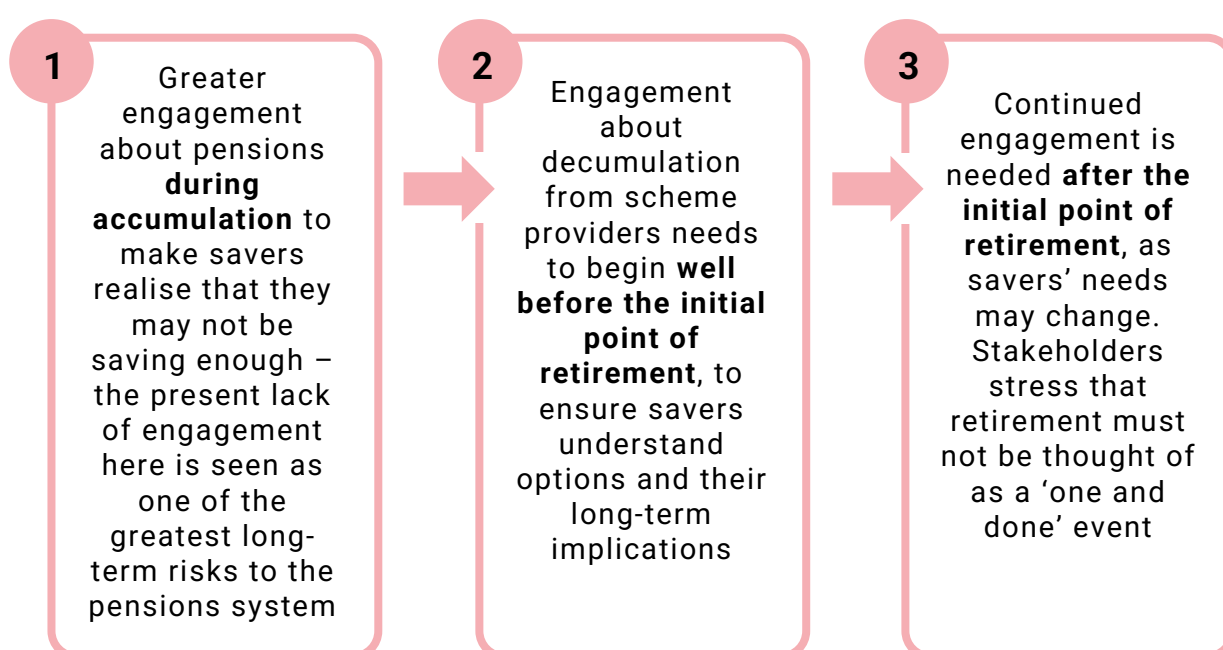 1
Greater
engagement
about pensions
during
accumulation to
make savers
realise that they
may not be
saving enough –
the present lack
of engagement
here is seen as
one of the
greatest long-
term risks to the
pensions system
2
Engagement
about
decumulation
from scheme
providers needs
to begin well
before the initial
point of
retirement, to
ensure savers
understand
options and their
long-term
implications
3
Continued
engagement is
needed after the
initial point of
retirement, as
savers’ needs
may change.
Stakeholders
stress that
retirement must
not be thought of
as a ‘one and
done’ event